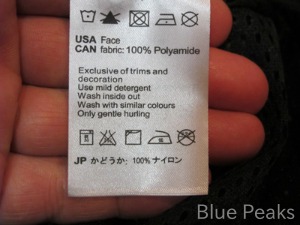 USA Face
CAN fabric: 100% Polyamide
Exclusive of trims and
decoration
Use mild detergent
Wash inside out
Wash with similar colours
Only gentle hurling
JP かどうか: 100% ナイロン
Blue Peaks